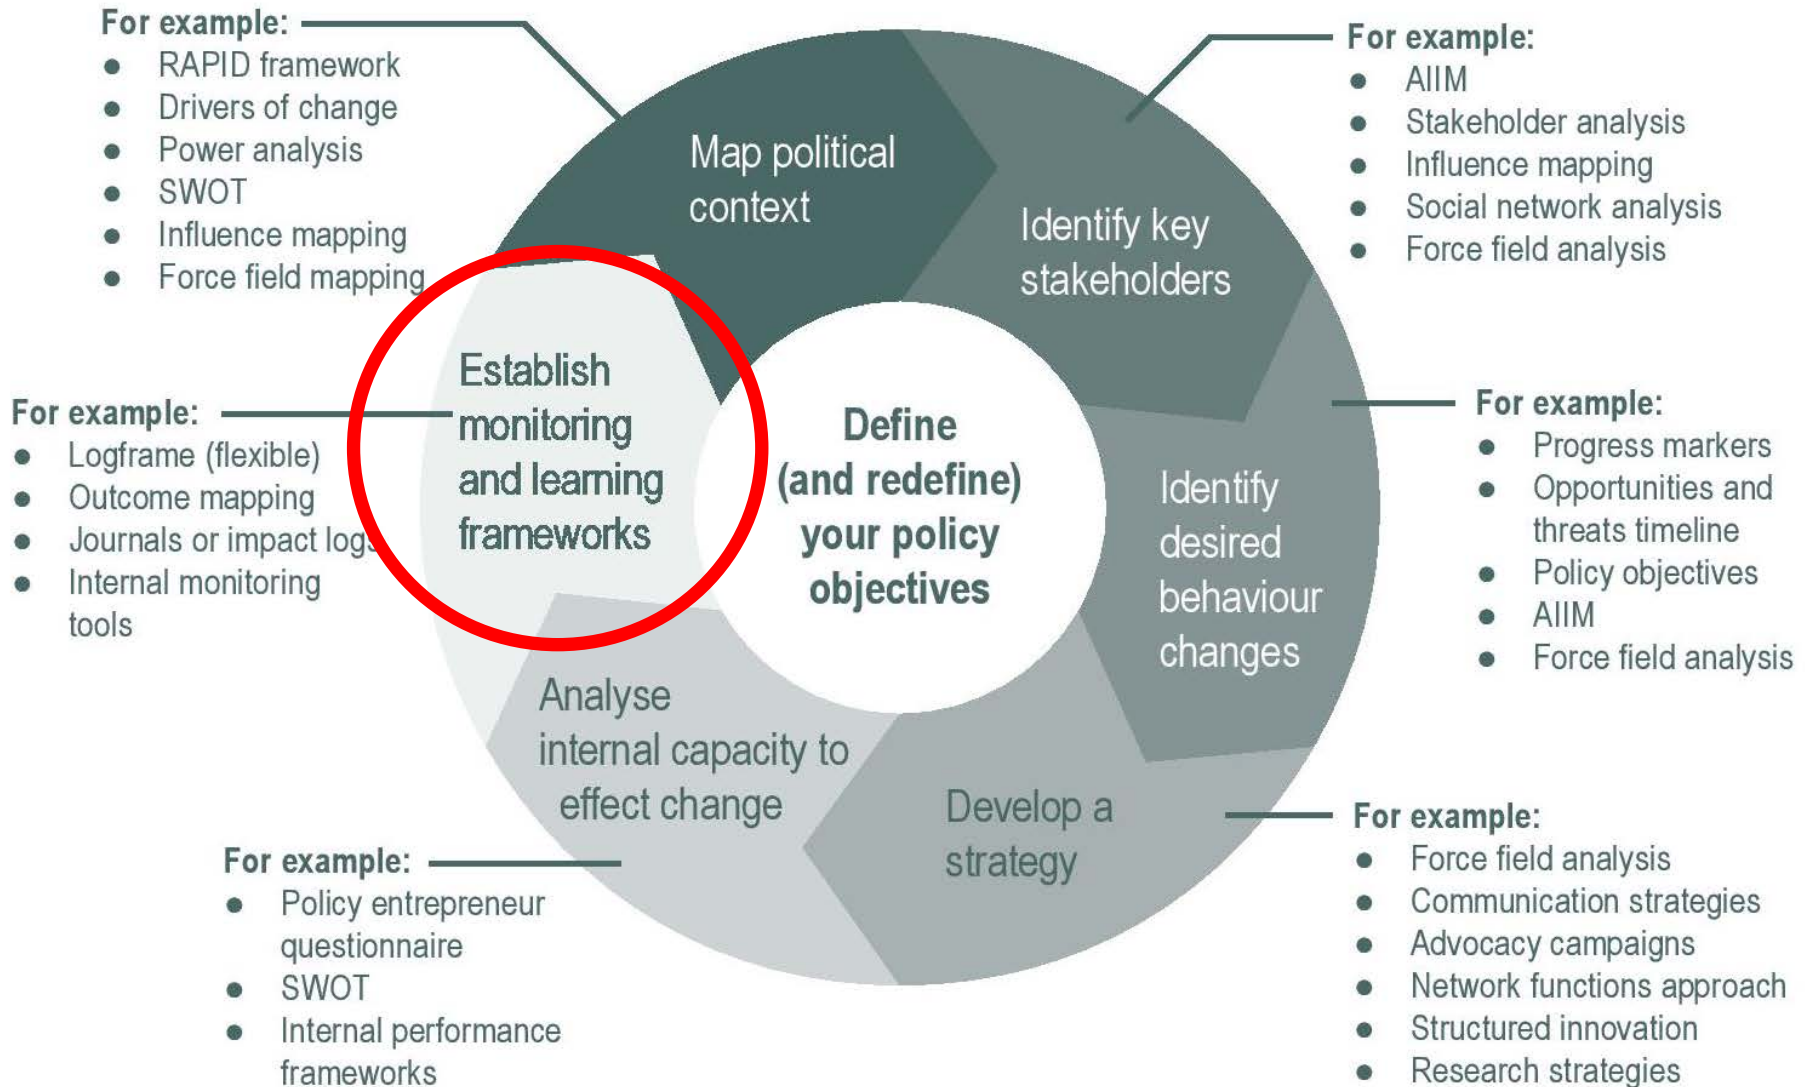 For example:
● RAPID framework
● Drivers of change
● Power analysis
● SWOT
● Influence mapping
● Force field mapping
Map political
context
For example:
● AIIM
● Stakeholder analysis
● Influence mapping
● Social network analysis
● Force field analysis
Identify key
stakeholders
For example:
● Progress markers
● Opportunities and
threats timeline
● Policy objectives
● AIIM
● Force field analysis
Identify
desired
behaviour
changes
For example:
● Force field analysis
● Communication strategies
● Advocacy campaigns
● Network functions approach
● Structured innovation
● Research strategies
Develop a
strategy
For example:
● Policy entrepreneur
questionnaire
● SWOT
● Internal performance
frameworks
Analyse
internal capacity to
effect change
For example:
● Logframe (flexible)
● Outcome mapping
● Journals or impact logs
● Internal monitoring
tools
Establish
monitoring
and learning
frameworks
Define
(and redefine)
your policy
objectives